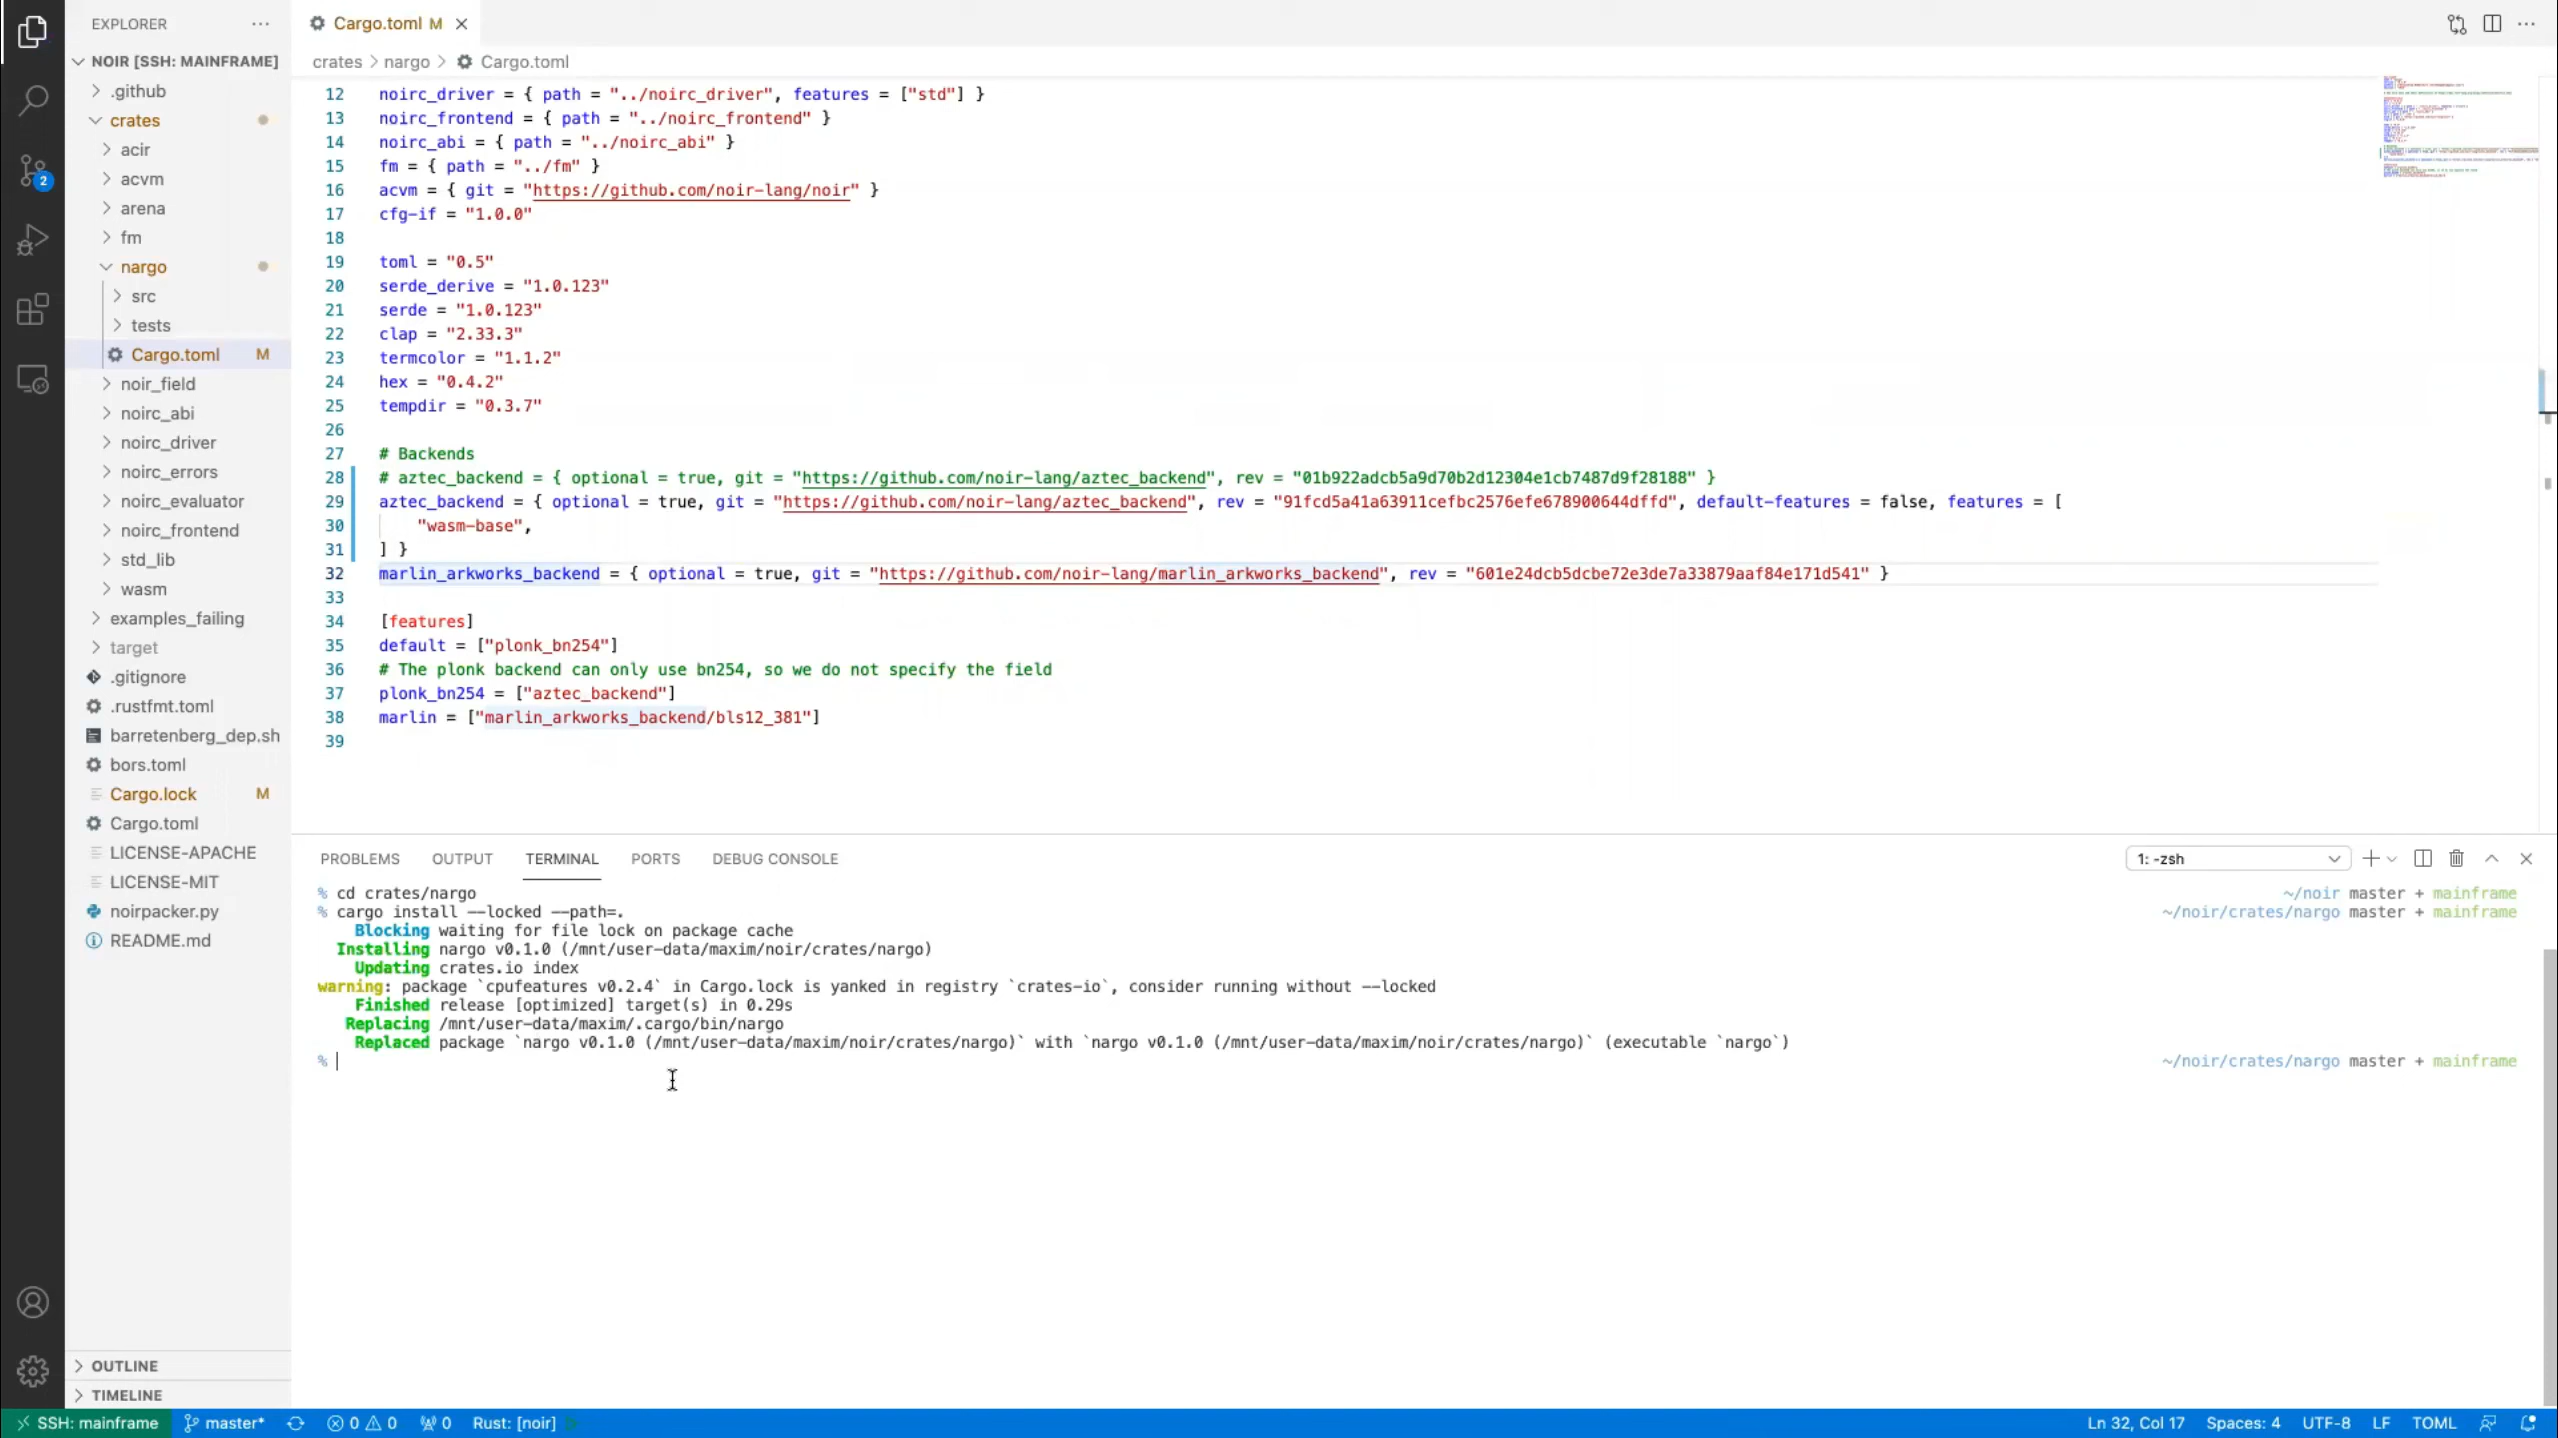 EXPLORER
NOIR [SSH: MAINFRAME]
.github
crates
acir
acvm
arena
fm
nargo
src
tests
Cargo.toml M
noir_field
noirc_abi
noirc_driver
noirc_errors
noirc_evaluator
noirc_frontend
std_lib
wasm
examples_failing
target
.gitignore
.rustfmt.toml
barretenberg_dep.sh
bors.toml
Cargo.lock M
Cargo.toml
LICENSE-APACHE
LICENSE-MIT
noirpacker.py
README.md
OUTLINE
TIMELINE
2
Cargo.toml M
crates > nargo > Cargo.toml
12 noirc_driver = { path = "../noirc_driver", features = ["std"] }
13 noirc_frontend = { path = "../noirc_frontend" }
14 noirc_abi = { path = "../noirc_abi" }
15 fm = { path = "../fm" }
16 acvm = { git = "https://github.com/noir-lang/noir" }
17 cfg-if = "1.0.0"
18
19 toml = "0.5"
20 serde_derive = "1.0.123"
21 serde = "1.0.123"
22 clap = "2.33.3"
23 termcolor = "1.1.2"
24 hex = "0.4.2"
25 tempdir = "0.3.7"
26
27 # Backends
28 # aztec_backend = { optional = true, git = "https://github.com/noir-lang/aztec_backend", rev = "01b922adcb5a9d70b2d12304e1cb7487d9f28188" }
29 aztec_backend = { optional = true, git = "https://github.com/noir-lang/aztec_backend", rev = "91fcd5a41a63911cefbc2576efe678900644dffd", default-features = false, features = [
30 "wasm-base",
31 ] }
32 marlin_arkworks_backend = { optional = true, git = "https://github.com/noir-lang/marlin_arkworks_backend", rev = "601e24dcb5dcbe72e3de7a33879aaf84e171d541" }
33
34 [features]
35 default = ["plonk_bn254"]
36 # The plonk backend can only use bn254, so we do not specify the field
37 plonk_bn254 = ["aztec_backend"]
38 marlin = ["marlin_arkworks_backend/bls12_381"]
39
PROBLEMS OUTPUT TERMINAL PORTS DEBUG CONSOLE 1: -zsh
% cd crates/nargo ~/noir master + mainframe
% cargo install --locked --path=. ~/noir/crates/nargo master + mainframe
Blocking waiting for file lock on package cache
Installing nargo v0.1.0 (/mnt/user-data/maxim/noir/crates/nargo)
Updating crates.io index
warning: package `cpufeatures v0.2.4` in Cargo.lock is yanked in registry `crates-io`, consider running without --locked
Finished release [optimized] target(s) in 0.29s
Replacing /mnt/user-data/maxim/.cargo/bin/nargo
Replaced package `nargo v0.1.0 (/mnt/user-data/maxim/noir/crates/nargo)` with `nargo v0.1.0 (/mnt/user-data/maxim/noir/crates/nargo)` (executable `nargo`)
% ~/noir/crates/nargo master + mainframe
SSH: mainframe master* 0 0 0 Rust: [noir] Ln 32, Col 17 Spaces: 4 UTF-8 LF TOML